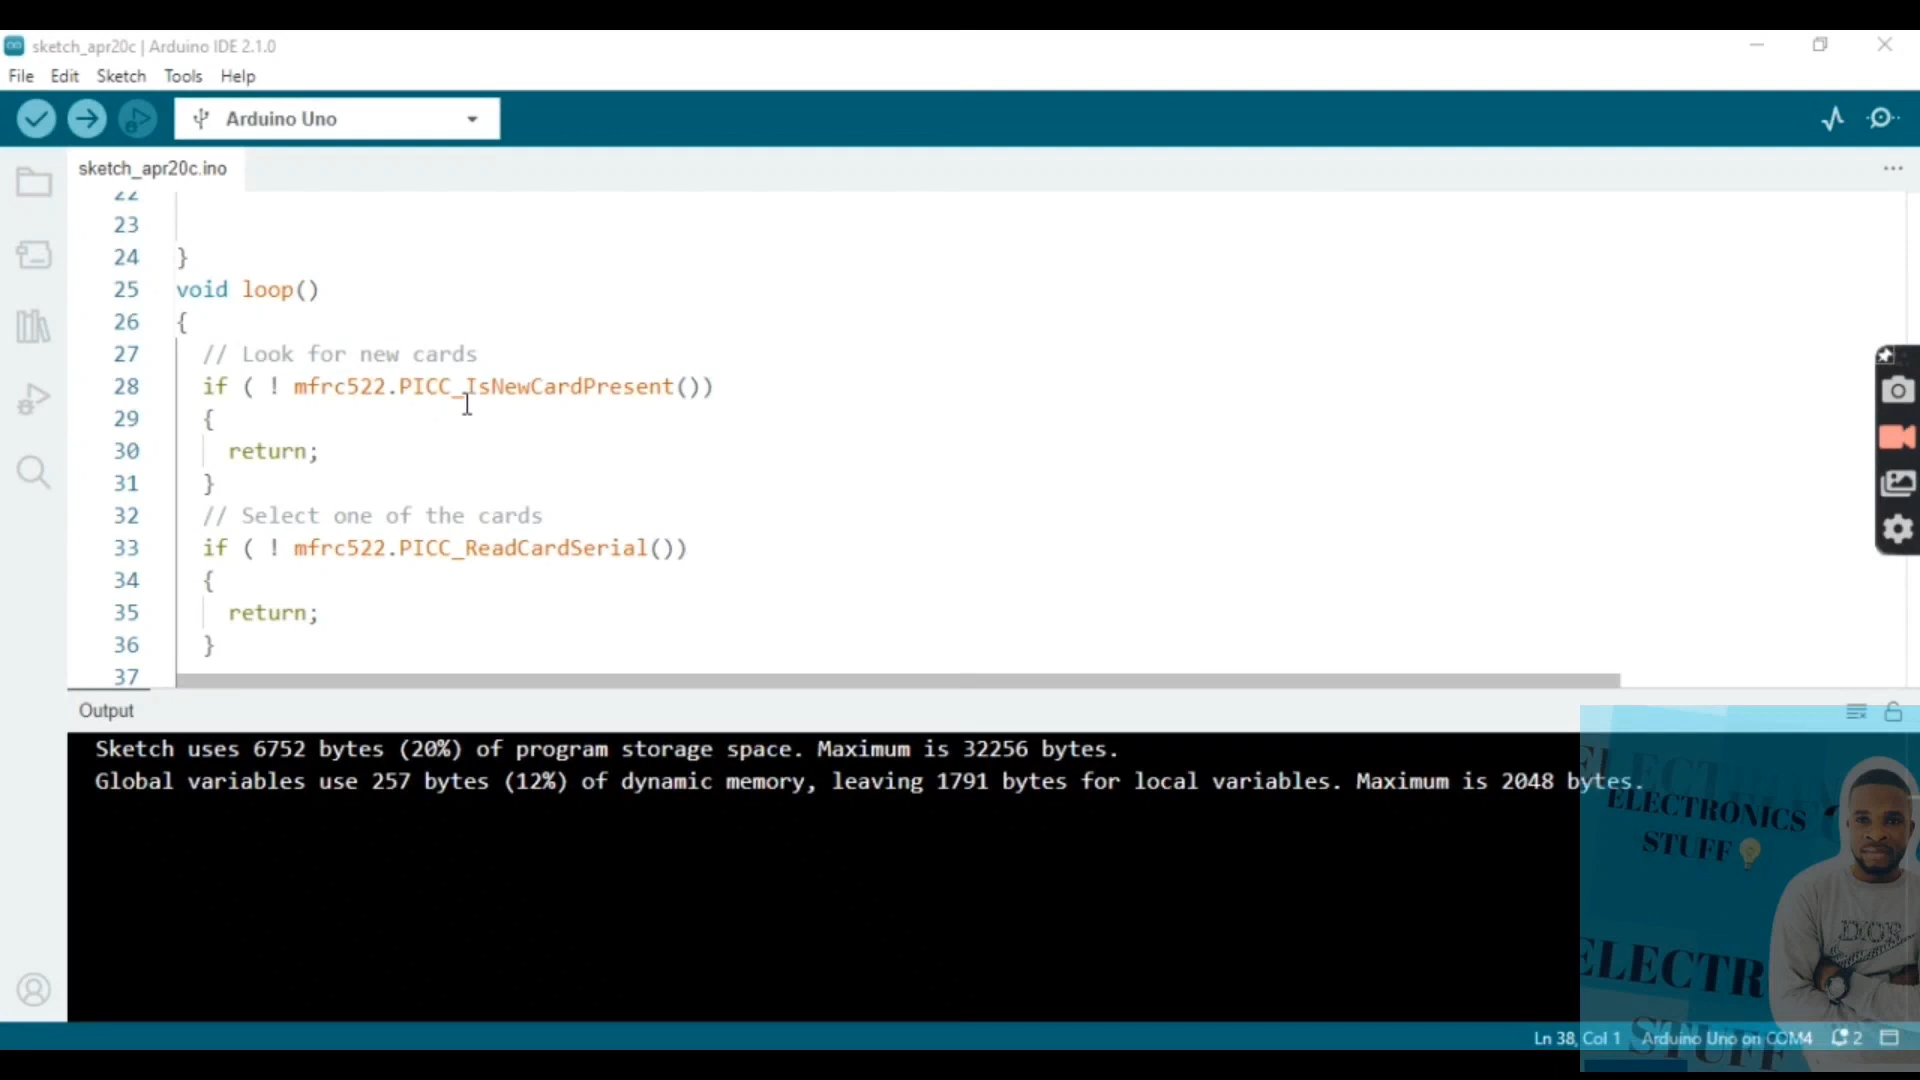 sketch_apr20c | Arduino IDE 2.1.0
File Edit Sketch Tools Help
Arduino Uno
sketch_apr20c.ino
22
23
24 }
25 void loop()
26 {
27 // Look for new cards
28 if ( ! mfrc522.PICC_IsNewCardPresent())
29 {
30 return;
31 }
32 // Select one of the cards
33 if ( ! mfrc522.PICC_ReadCardSerial())
34 {
35 return;
36 }
37
Output
Sketch uses 6752 bytes (20%) of program storage space. Maximum is 32256 bytes.
Global variables use 257 bytes (12%) of dynamic memory, leaving 1791 bytes for local variables. Maximum is 2048 bytes.
ELECTRONICS
STUFF
DIOR
ELECTR
STUFF
Ln 38, Col 1 Arduino Uno on COM4 2